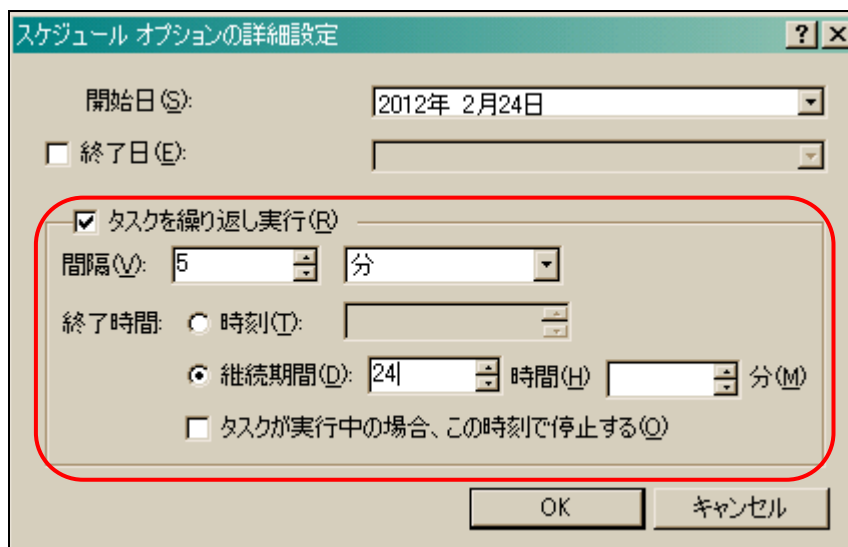 スケジュール オプションの詳細設定
開始日(S): 2012年 2月24日
終了日(E):
タスクを繰り返し実行(R)
間隔(V): 5 分
終了時間: 時刻(T):
継続期間(D): 24 時間(H) 分(M)
タスクが実行中の場合、この時刻で停止する(O)
OK キャンセル